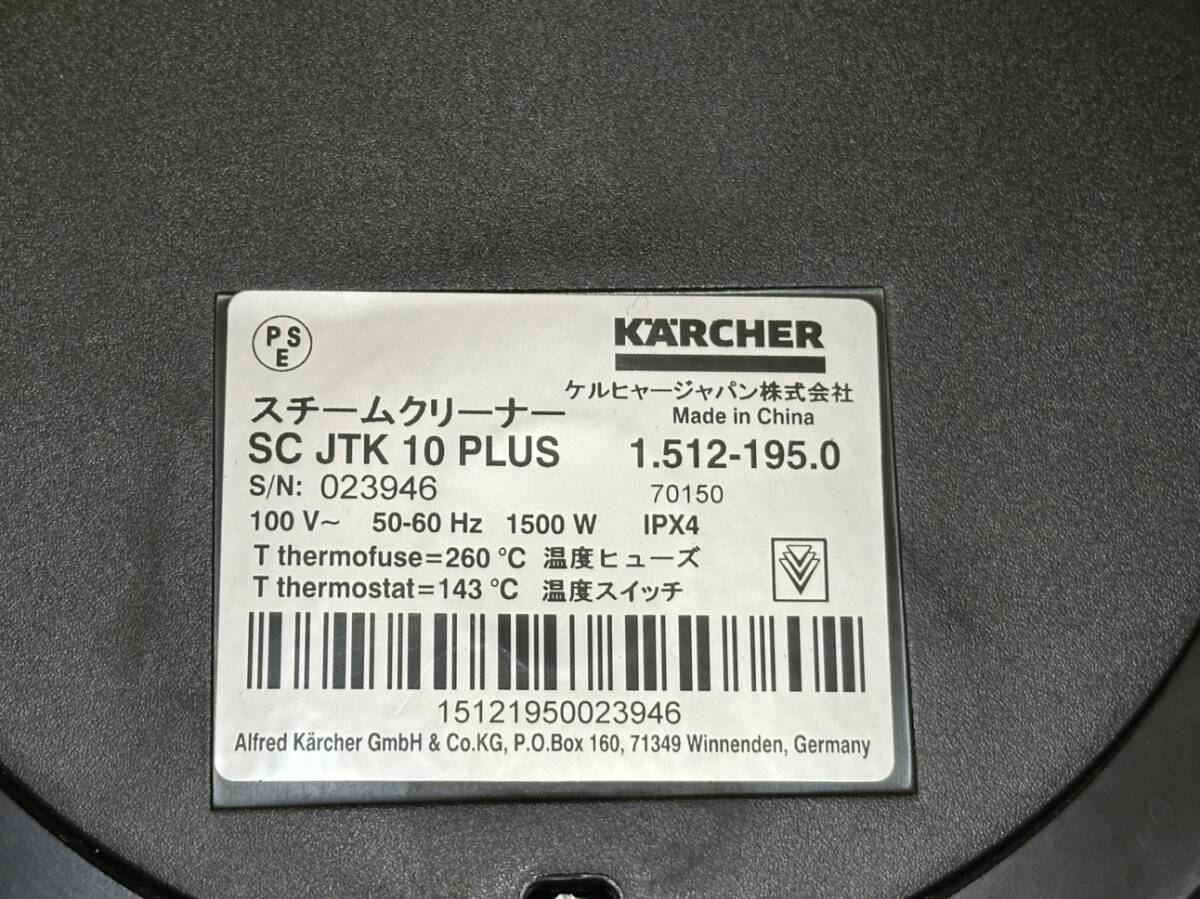 PSE
KÄRCHER
ケルヒャージャパン株式会社
スチームクリーナー
Made in China
SC JTK 10 PLUS 1.512-195.0
S/N: 023946 70150
100 V~ 50-60 Hz 1500 W IPX4
T thermofuse=260 °C 温度ヒューズ
T thermostat=143 °C 温度スイッチ
15121950023946
Alfred Kärcher GmbH & Co.KG, P.O.Box 160, 71349 Winnenden, Germany